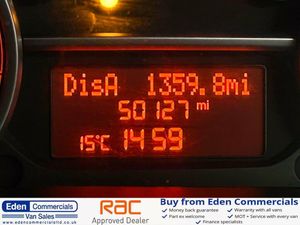 DisA 1359.8mi
50127 mi
15°C 14:59
Eden Commercials
Van Sales
www.edencommercialsltd.co.uk
RAC
Approved Dealer
Buy from Eden Commercials
✓ Money back guarantee ✓ Warranty with all vans
✓ Part ex welcome ✓ MOT + Service with every van
✓ Finance specialists